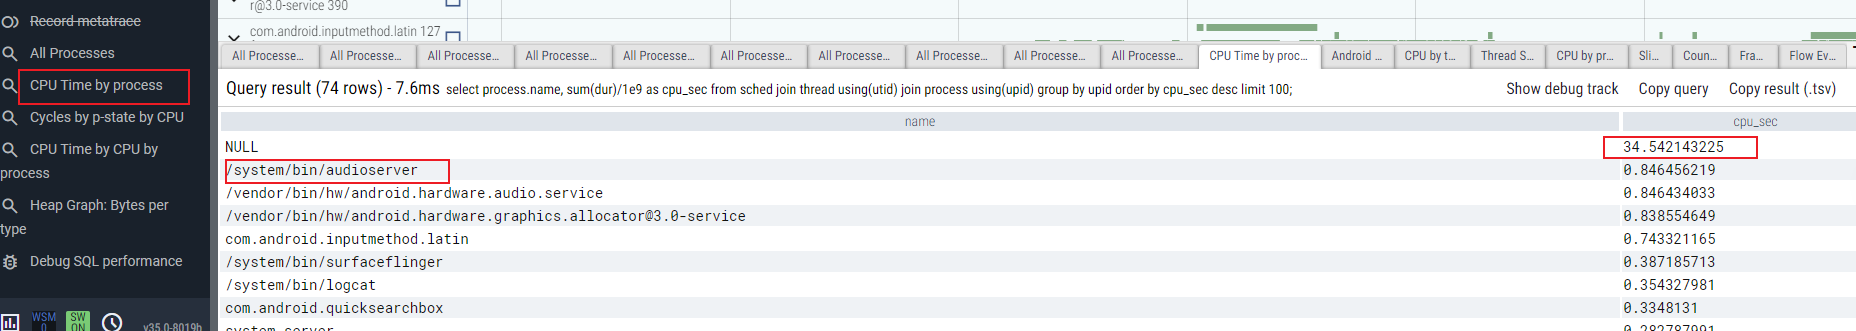 Record metatrace
All Processes
CPU Time by process
Cycles by p-state by CPU
CPU Time by CPU by
process
Heap Graph: Bytes per
type
Debug SQL performance
WSM
0
SW
ON
v35.0-8019b
r@3.0-service 390
com.android.inputmethod.latin 127
All Processe... All Processe... All Processe... All Processe... All Processe... All Processe... All Processe... All Processe... All Processe... All Processe... CPU Time by proc... Android ... CPU by t... Thread S... CPU by pr... Sli... Coun... Fra... Flow Ev...
Query result (74 rows) - 7.6ms select process.name, sum(dur)/1e9 as cpu_sec from sched join thread using(utid) join process using(upid) group by upid order by cpu_sec desc limit 100; Show debug track Copy query Copy result (.tsv)
name cpu_sec
NULL 34.542143225
/system/bin/audioserver 0.846456219
/vendor/bin/hw/android.hardware.audio.service 0.846434033
/vendor/bin/hw/android.hardware.graphics.allocator@3.0-service 0.838554649
com.android.inputmethod.latin 0.743321165
/system/bin/surfaceflinger 0.387185713
/system/bin/logcat 0.354327981
com.android.quicksearchbox 0.3348131
system_server 0.282787991